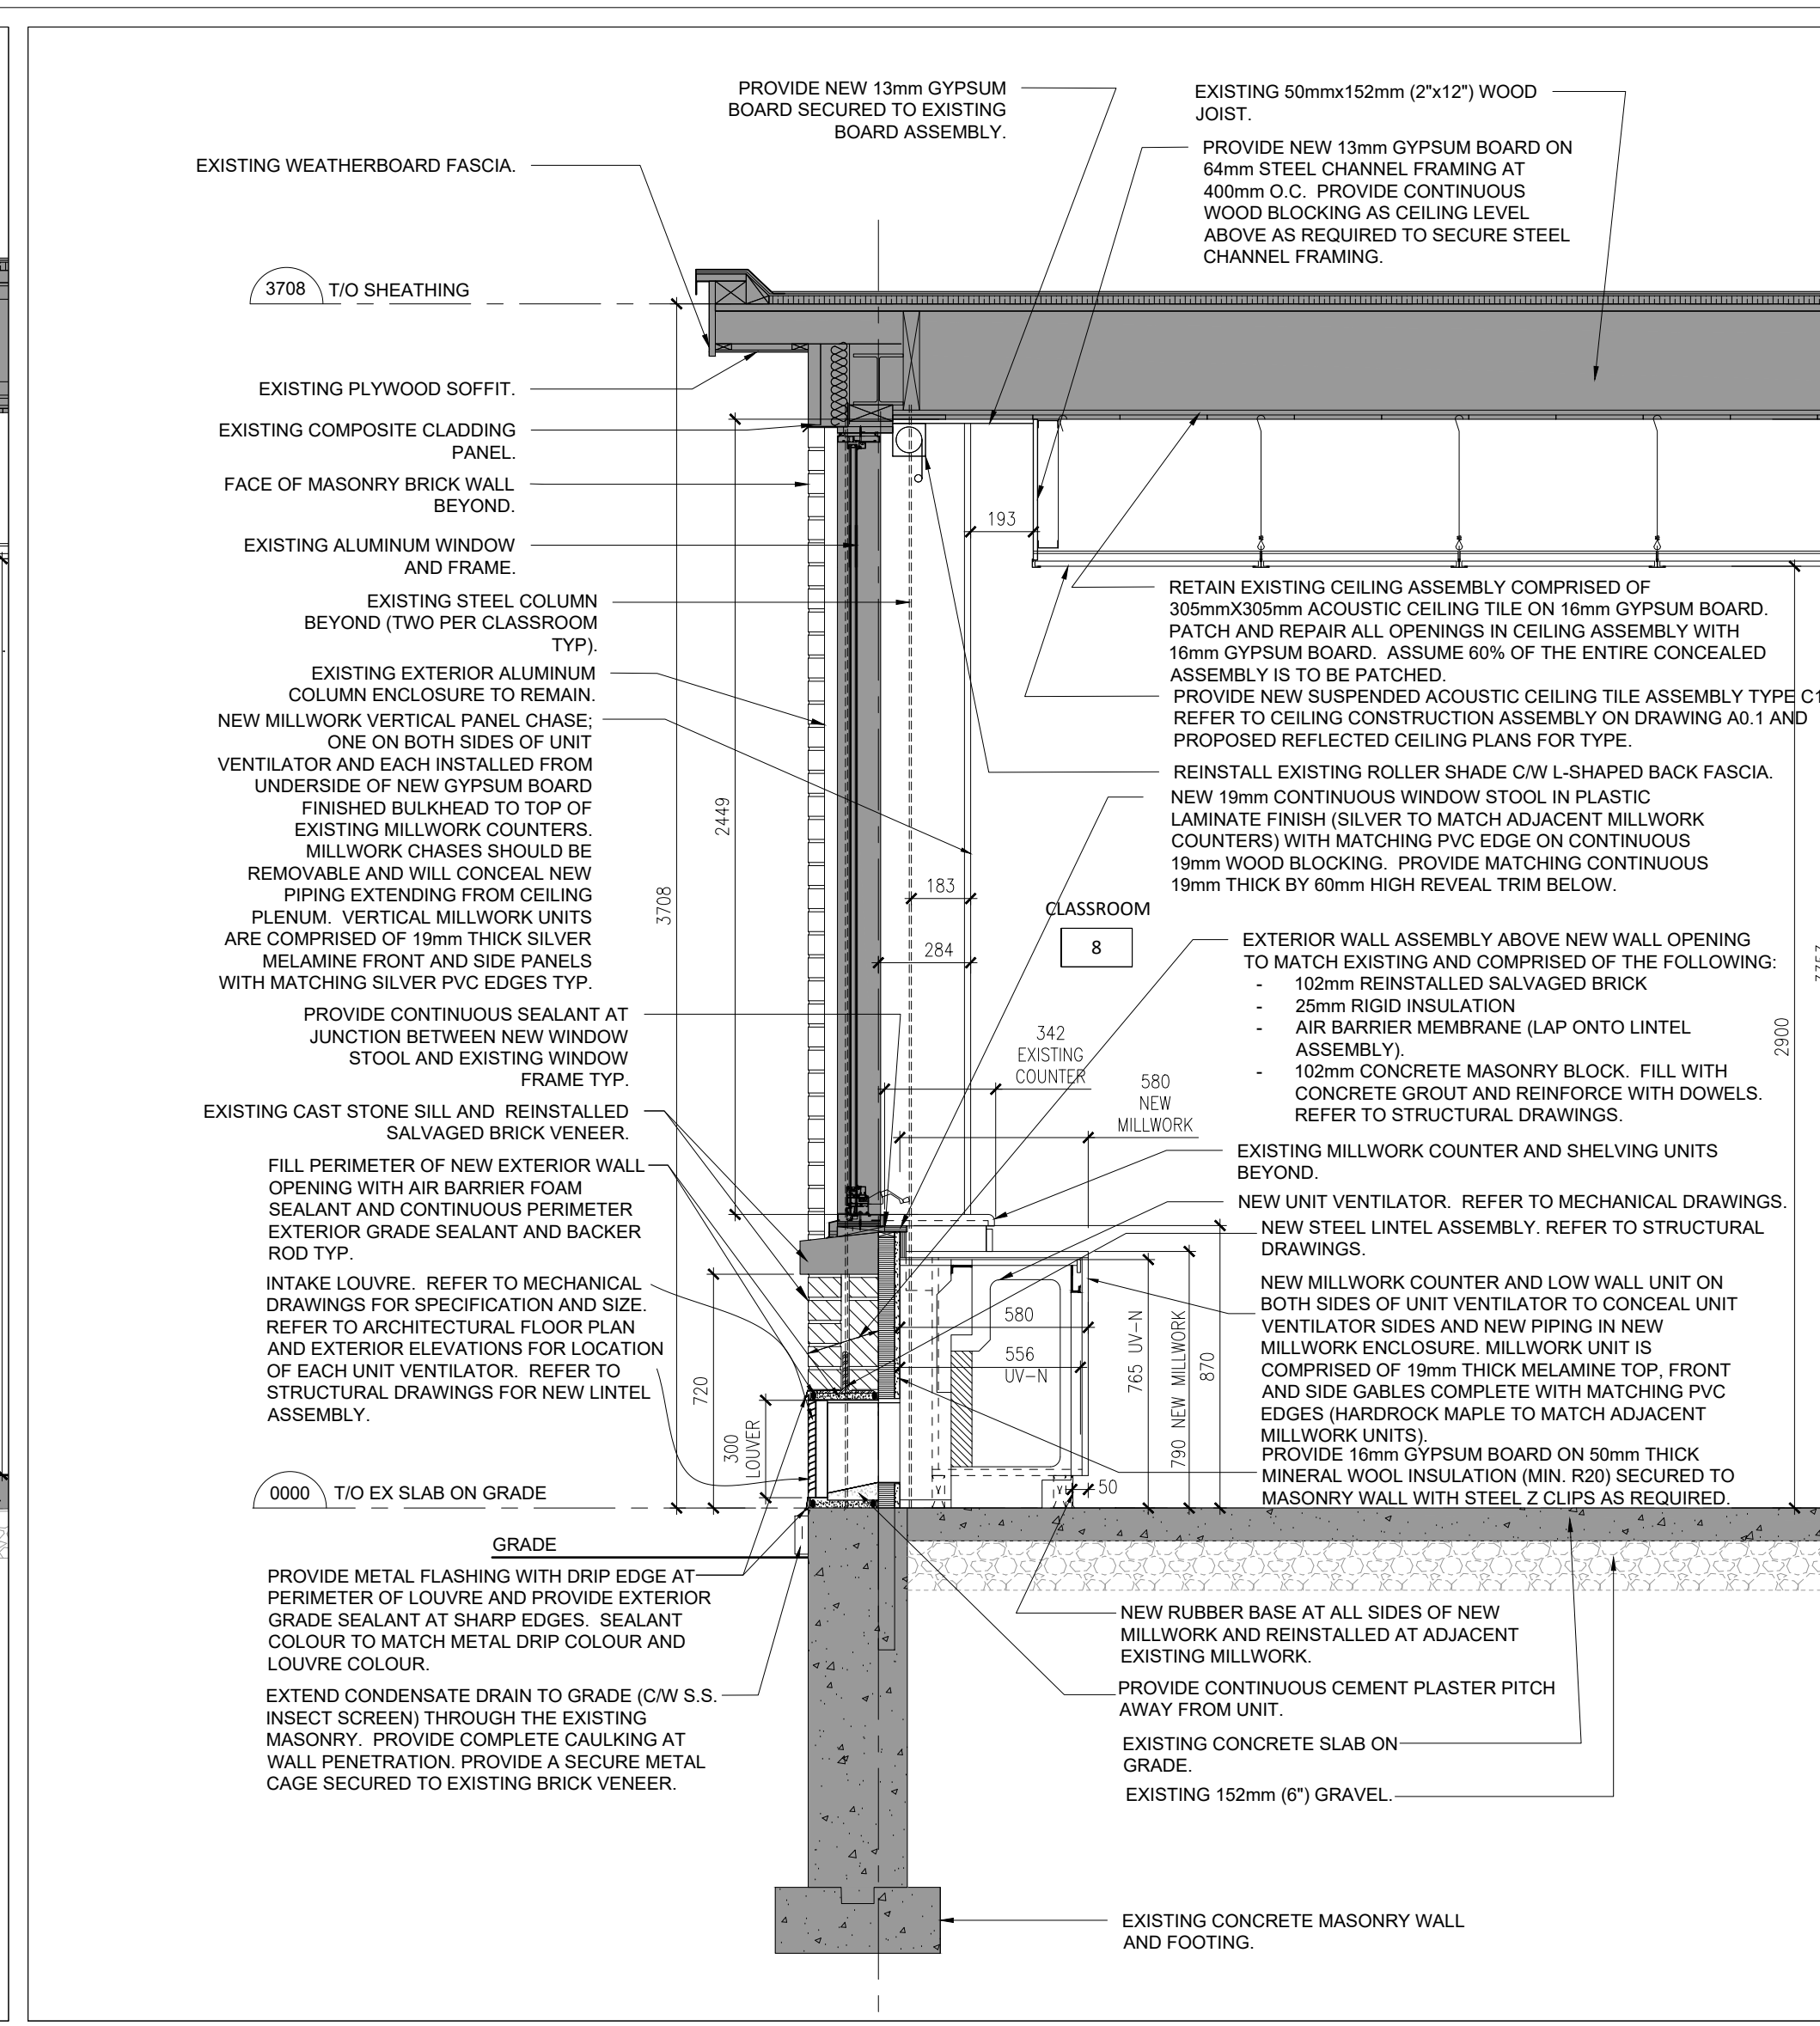 PROVIDE NEW 13mm GYPSUM
BOARD SECURED TO EXISTING
BOARD ASSEMBLY.
EXISTING 50mmx152mm (2"x12") WOOD
JOIST.
PROVIDE NEW 13mm GYPSUM BOARD ON
64mm STEEL CHANNEL FRAMING AT
400mm O.C. PROVIDE CONTINUOUS
WOOD BLOCKING AS CEILING LEVEL
ABOVE AS REQUIRED TO SECURE STEEL
CHANNEL FRAMING.
EXISTING WEATHERBOARD FASCIA.
3708 T/O SHEATHING
EXISTING PLYWOOD SOFFIT.
EXISTING COMPOSITE CLADDING
PANEL.
FACE OF MASONRY BRICK WALL
BEYOND.
EXISTING ALUMINUM WINDOW
AND FRAME.
EXISTING STEEL COLUMN
BEYOND (TWO PER CLASSROOM
TYP).
EXISTING EXTERIOR ALUMINUM
COLUMN ENCLOSURE TO REMAIN.
NEW MILLWORK VERTICAL PANEL CHASE;
ONE ON BOTH SIDES OF UNIT
VENTILATOR AND EACH INSTALLED FROM
UNDERSIDE OF NEW GYPSUM BOARD
FINISHED BULKHEAD TO TOP OF
EXISTING MILLWORK COUNTERS.
MILLWORK CHASES SHOULD BE
REMOVABLE AND WILL CONCEAL NEW
PIPING EXTENDING FROM CEILING
PLENUM. VERTICAL MILLWORK UNITS
ARE COMPRISED OF 19mm THICK SILVER
MELAMINE FRONT AND SIDE PANELS
WITH MATCHING SILVER PVC EDGES TYP.
PROVIDE CONTINUOUS SEALANT AT
JUNCTION BETWEEN NEW WINDOW
STOOL AND EXISTING WINDOW
FRAME TYP.
EXISTING CAST STONE SILL AND REINSTALLED
SALVAGED BRICK VENEER.
FILL PERIMETER OF NEW EXTERIOR WALL
OPENING WITH AIR BARRIER FOAM
SEALANT AND CONTINUOUS PERIMETER
EXTERIOR GRADE SEALANT AND BACKER
ROD TYP.
INTAKE LOUVRE. REFER TO MECHANICAL
DRAWINGS FOR SPECIFICATION AND SIZE.
REFER TO ARCHITECTURAL FLOOR PLAN
AND EXTERIOR ELEVATIONS FOR LOCATION
OF EACH UNIT VENTILATOR. REFER TO
STRUCTURAL DRAWINGS FOR NEW LINTEL
ASSEMBLY.
0000 T/O EX SLAB ON GRADE
GRADE
PROVIDE METAL FLASHING WITH DRIP EDGE AT
PERIMETER OF LOUVRE AND PROVIDE EXTERIOR
GRADE SEALANT AT SHARP EDGES. SEALANT
COLOUR TO MATCH METAL DRIP COLOUR AND
LOUVRE COLOUR.
EXTEND CONDENSATE DRAIN TO GRADE (C/W S.S.
INSECT SCREEN) THROUGH THE EXISTING
MASONRY. PROVIDE COMPLETE CAULKING AT
WALL PENETRATION. PROVIDE A SECURE METAL
CAGE SECURED TO EXISTING BRICK VENEER.
3708
2449
720
300
LOUVER
193
183
284
CLASSROOM
8
342
EXISTING
COUNTER
580
NEW
MILLWORK
580
556
UV-N
765 UV-N
790 NEW MILLWORK
870
50
2900
RETAIN EXISTING CEILING ASSEMBLY COMPRISED OF
305mmX305mm ACOUSTIC CEILING TILE ON 16mm GYPSUM BOARD.
PATCH AND REPAIR ALL OPENINGS IN CEILING ASSEMBLY WITH
16mm GYPSUM BOARD. ASSUME 60% OF THE ENTIRE CONCEALED
ASSEMBLY IS TO BE PATCHED.
PROVIDE NEW SUSPENDED ACOUSTIC CEILING TILE ASSEMBLY TYPE C1
REFER TO CEILING CONSTRUCTION ASSEMBLY ON DRAWING A0.1 AND
PROPOSED REFLECTED CEILING PLANS FOR TYPE.
REINSTALL EXISTING ROLLER SHADE C/W L-SHAPED BACK FASCIA.
NEW 19mm CONTINUOUS WINDOW STOOL IN PLASTIC
LAMINATE FINISH (SILVER TO MATCH ADJACENT MILLWORK
COUNTERS) WITH MATCHING PVC EDGE ON CONTINUOUS
19mm WOOD BLOCKING. PROVIDE MATCHING CONTINUOUS
19mm THICK BY 60mm HIGH REVEAL TRIM BELOW.
EXTERIOR WALL ASSEMBLY ABOVE NEW WALL OPENING
TO MATCH EXISTING AND COMPRISED OF THE FOLLOWING:
- 102mm REINSTALLED SALVAGED BRICK
- 25mm RIGID INSULATION
- AIR BARRIER MEMBRANE (LAP ONTO LINTEL
ASSEMBLY).
- 102mm CONCRETE MASONRY BLOCK. FILL WITH
CONCRETE GROUT AND REINFORCE WITH DOWELS.
REFER TO STRUCTURAL DRAWINGS.
EXISTING MILLWORK COUNTER AND SHELVING UNITS
BEYOND.
NEW UNIT VENTILATOR. REFER TO MECHANICAL DRAWINGS.
NEW STEEL LINTEL ASSEMBLY. REFER TO STRUCTURAL
DRAWINGS.
NEW MILLWORK COUNTER AND LOW WALL UNIT ON
BOTH SIDES OF UNIT VENTILATOR TO CONCEAL UNIT
VENTILATOR SIDES AND NEW PIPING IN NEW
MILLWORK ENCLOSURE. MILLWORK UNIT IS
COMPRISED OF 19mm THICK MELAMINE TOP, FRONT
AND SIDE GABLES COMPLETE WITH MATCHING PVC
EDGES (HARDROCK MAPLE TO MATCH ADJACENT
MILLWORK UNITS).
PROVIDE 16mm GYPSUM BOARD ON 50mm THICK
MINERAL WOOL INSULATION (MIN. R20) SECURED TO
MASONRY WALL WITH STEEL Z CLIPS AS REQUIRED.
NEW RUBBER BASE AT ALL SIDES OF NEW
MILLWORK AND REINSTALLED AT ADJACENT
EXISTING MILLWORK.
PROVIDE CONTINUOUS CEMENT PLASTER PITCH
AWAY FROM UNIT.
EXISTING CONCRETE SLAB ON
GRADE.
EXISTING 152mm (6") GRAVEL.
EXISTING CONCRETE MASONRY WALL
AND FOOTING.